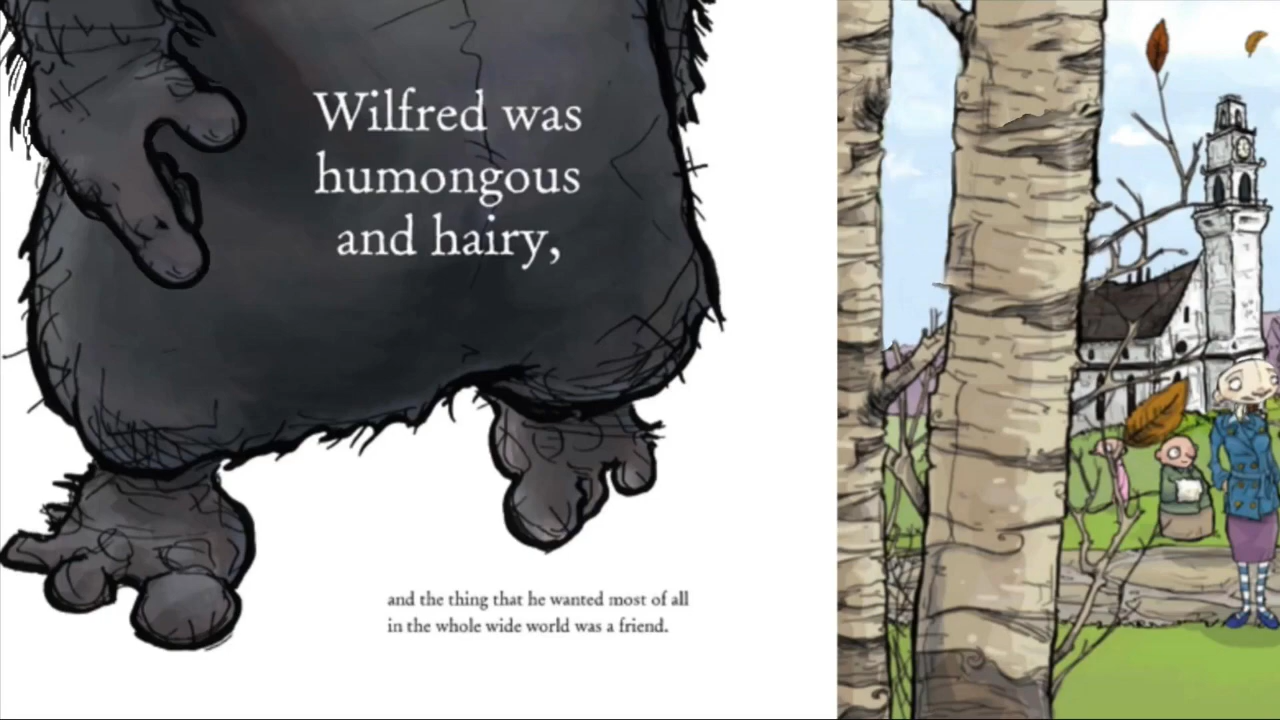 Wilfred was
humongous
and hairy,
and the thing that he wanted most of all
in the whole wide world was a friend.